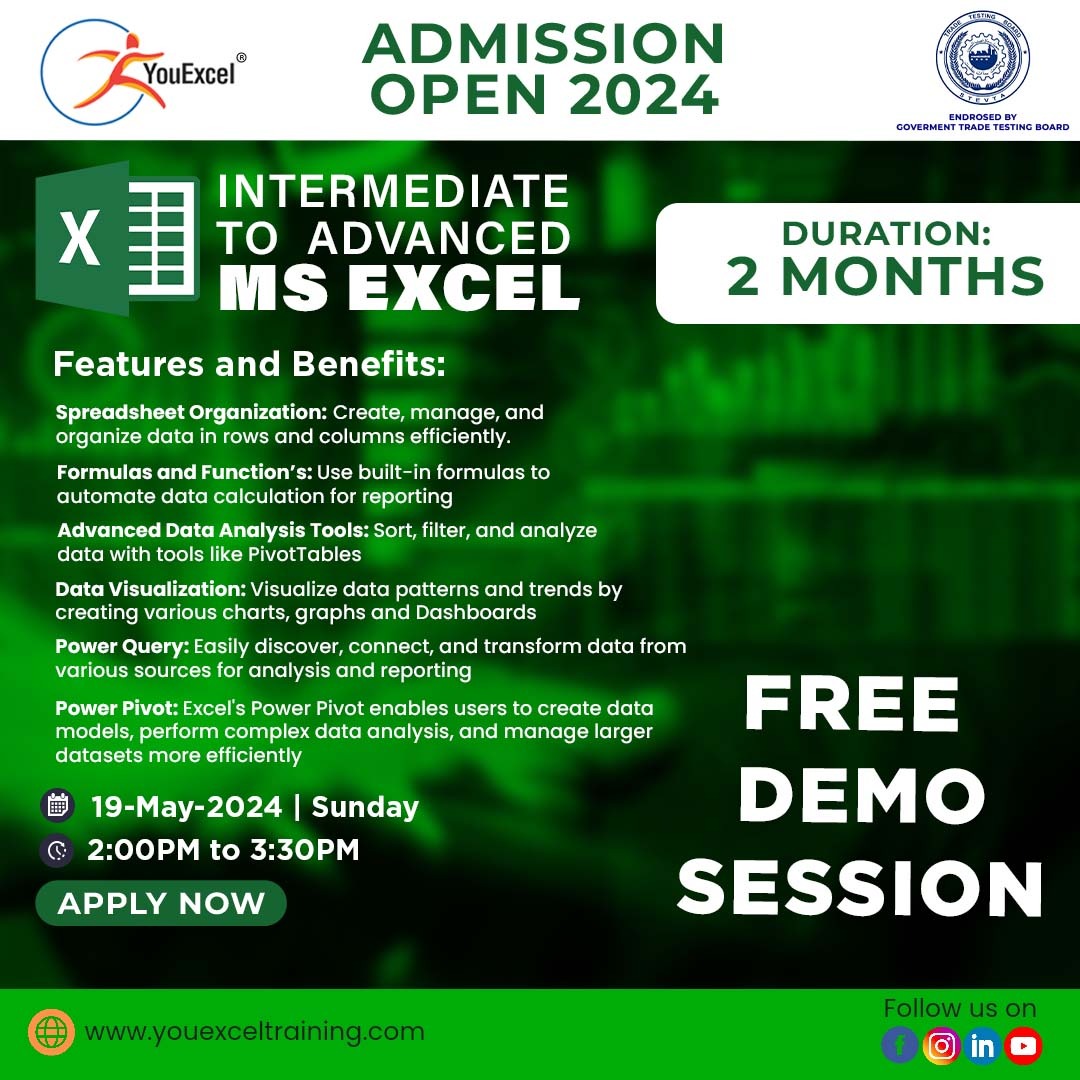 YouExcel®
ADMISSION
OPEN 2024
TRADE TESTING BOARD
STEVTA
ENDROSED BY
GOVERMENT TRADE TESTING BOARD
X
INTERMEDIATE
TO ADVANCED
MS EXCEL
DURATION:
2 MONTHS
Features and Benefits:
Spreadsheet Organization: Create, manage, and
organize data in rows and columns efficiently.
Formulas and Function's: Use built-in formulas to
automate data calculation for reporting
Advanced Data Analysis Tools: Sort, filter, and analyze
data with tools like PivotTables
Data Visualization: Visualize data patterns and trends by
creating various charts, graphs and Dashboards
Power Query: Easily discover, connect, and transform data from
various sources for analysis and reporting
Power Pivot: Excel's Power Pivot enables users to create data
models, perform complex data analysis, and manage larger
datasets more efficiently
19-May-2024 | Sunday
2:00PM to 3:30PM
APPLY NOW
FREE
DEMO
SESSION
www.youexceltraining.com
Follow us on
f
in